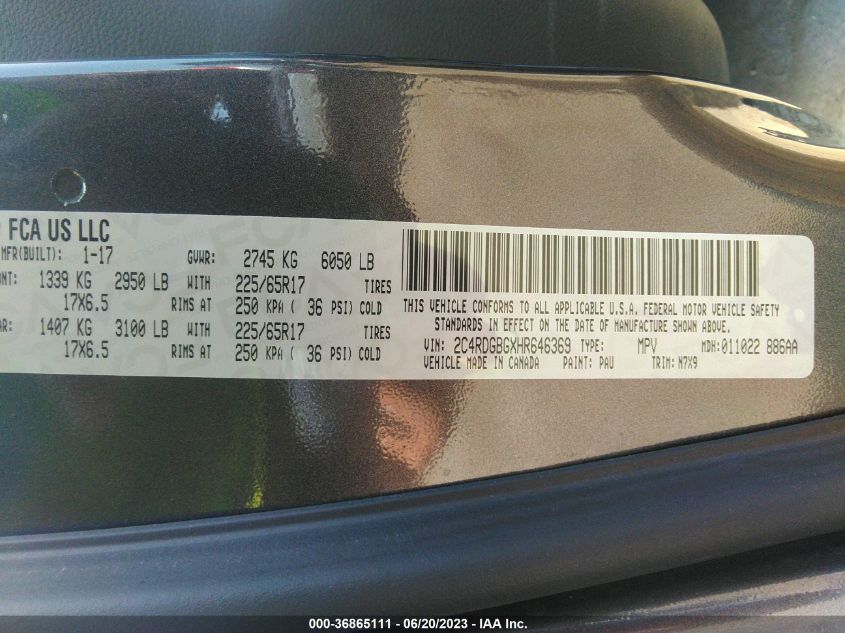 FCA US LLC
MFR(BUILT): 1-17 GVWR: 2745 KG 6050 LB
1339 KG 2950 LB WITH 225/65R17 TIRES
17X6.5 RIMS AT 250 KPA ( 36 PSI) COLD
1407 KG 3100 LB WITH 225/65R17 TIRES
17X6.5 RIMS AT 250 KPA ( 36 PSI) COLD
THIS VEHICLE CONFORMS TO ALL APPLICABLE U.S.A. FEDERAL MOTOR VEHICLE SAFETY
STANDARDS IN EFFECT ON THE DATE OF MANUFACTURE SHOWN ABOVE.
VIN: 2C4RDGBGXHR646369 TYPE: MPV MDH: 011022 886AA
VEHICLE MADE IN CANADA PAINT: PAU TRIM: N7X9
000-36865111 - 06/20/2023 - IAA Inc.